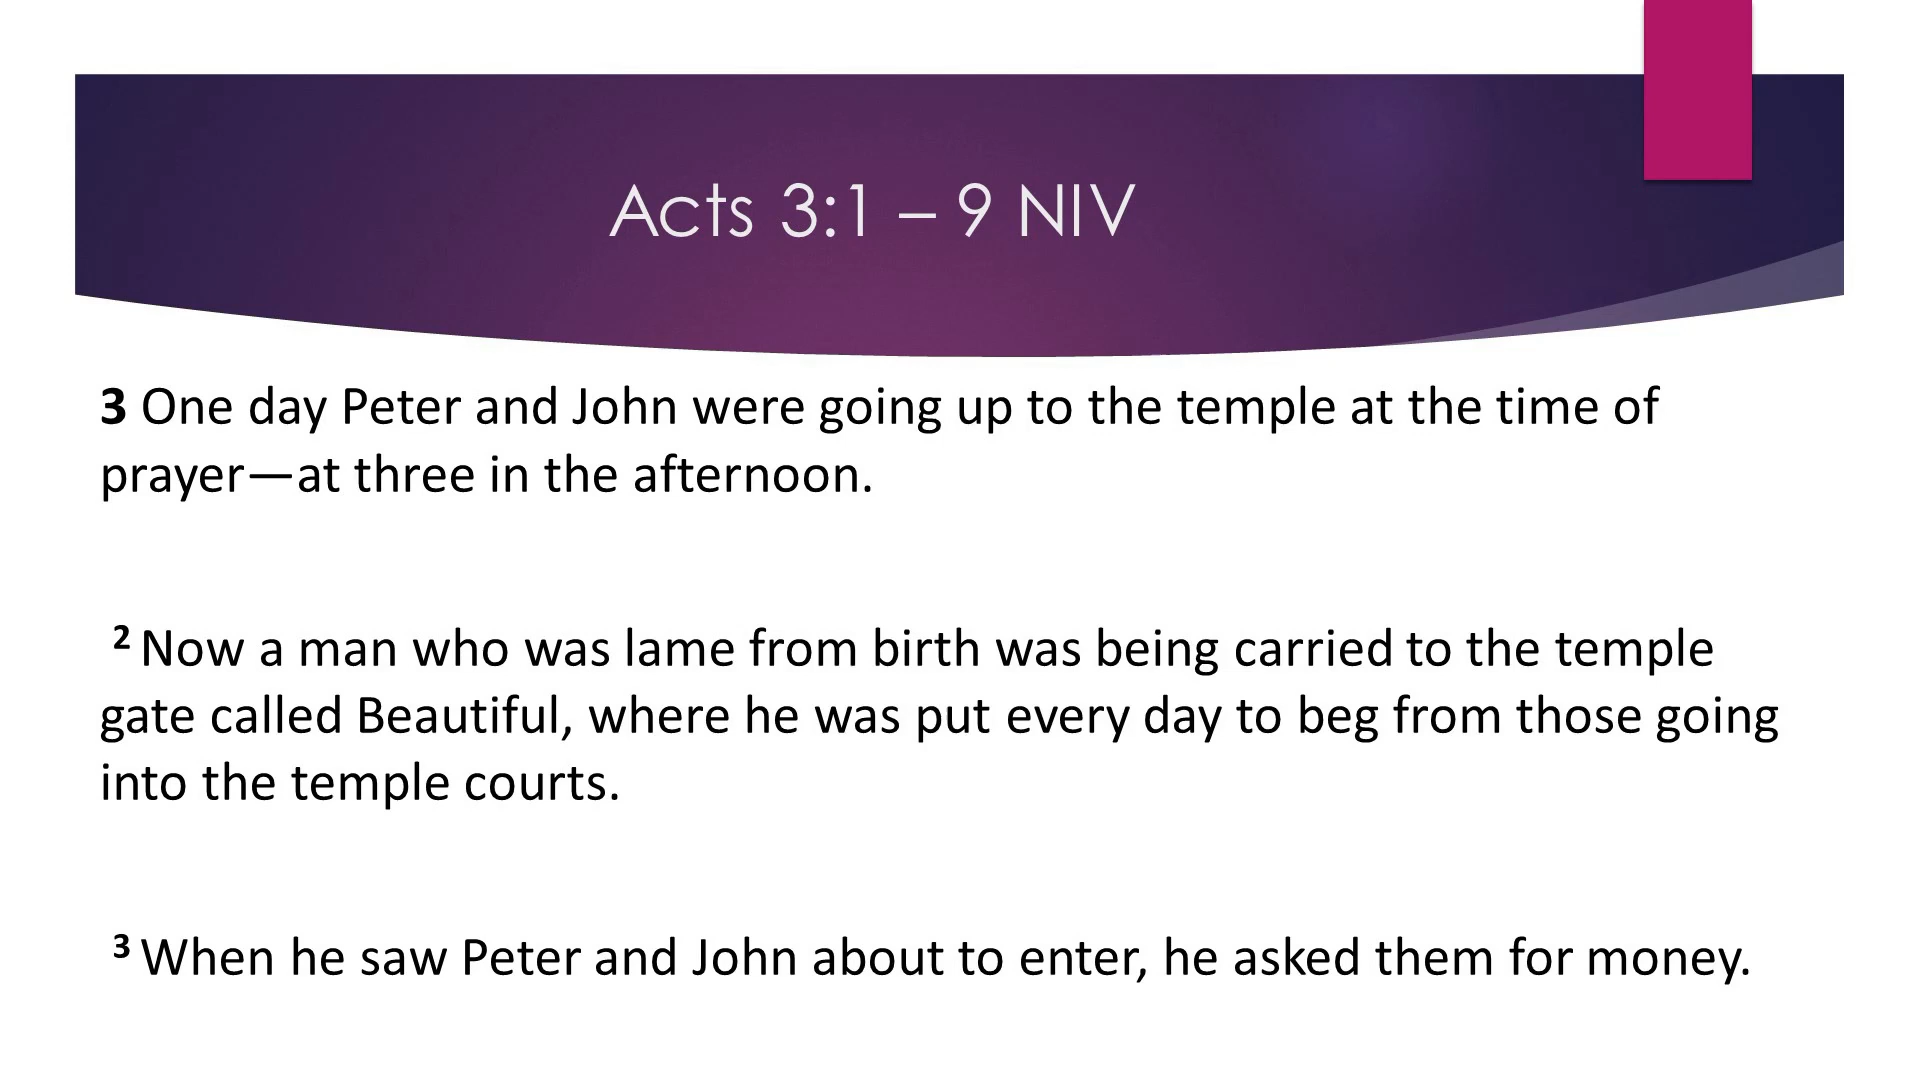 Acts 3:1 – 9 NIV
3 One day Peter and John were going up to the temple at the time of
prayer—at three in the afternoon.
2 Now a man who was lame from birth was being carried to the temple
gate called Beautiful, where he was put every day to beg from those going
into the temple courts.
3 When he saw Peter and John about to enter, he asked them for money.